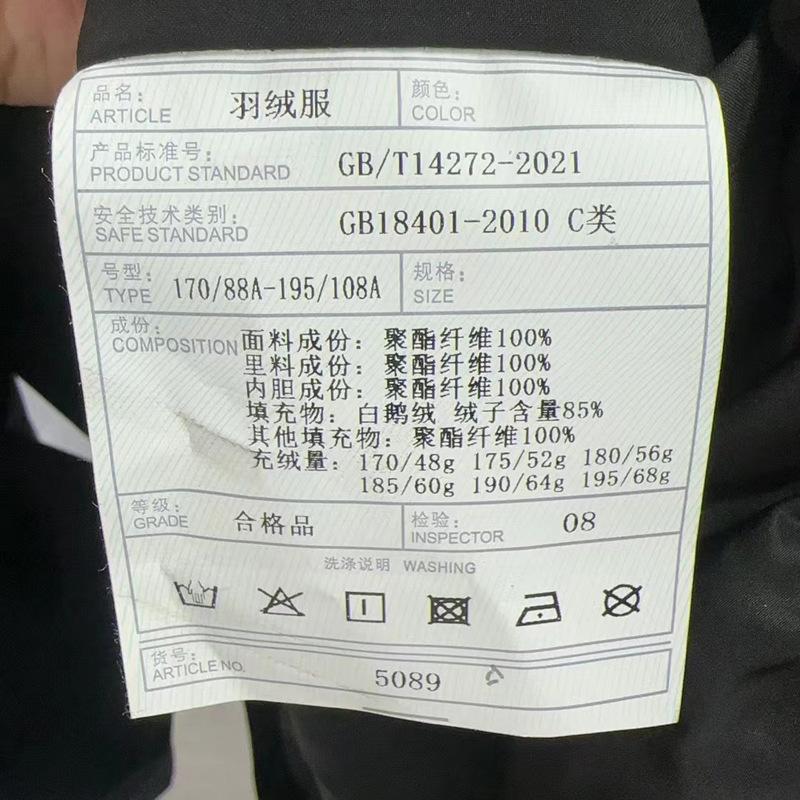 品名： 羽绒服 颜色：
ARTICLE COLOR
产品标准号： GB/T14272-2021
PRODUCT STANDARD
安全技术类别： GB18401-2010 C类
SAFE STANDARD
号型： 170/88A-195/108A 规格：
TYPE SIZE
成份：
COMPOSITION
面料成份：聚酯纤维100%
里料成份：聚酯纤维100%
内胆成份：聚酯纤维100%
填充物：白鹅绒 绒子含量85%
其他填充物：聚酯纤维100%
充绒量：170/48g 175/52g 180/56g
185/60g 190/64g 195/68g
等级： 合格品 检验： 08
GRADE INSPECTOR
洗涤说明 WASHING
货号： 5089
ARTICLE NO.